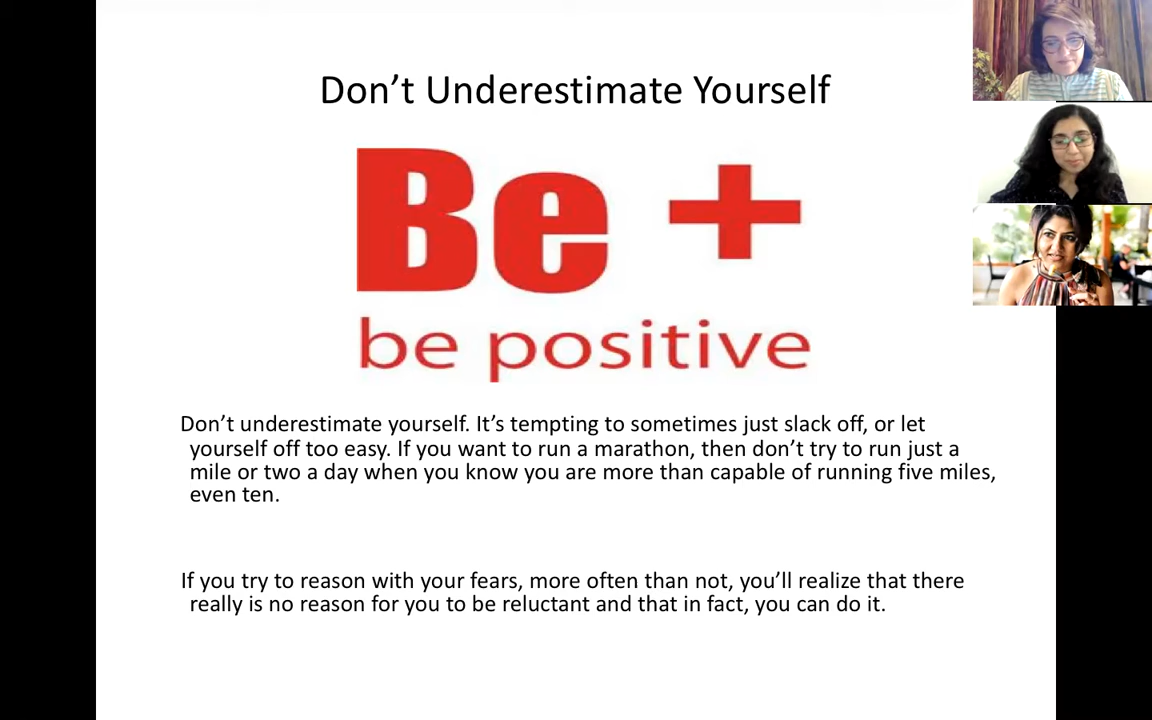 Don’t Underestimate Yourself
Be +
be positive
Don’t underestimate yourself. It’s tempting to sometimes just slack off, or let
yourself off too easy. If you want to run a marathon, then don’t try to run just a
mile or two a day when you know you are more than capable of running five miles,
even ten.
If you try to reason with your fears, more often than not, you’ll realize that there
really is no reason for you to be reluctant and that in fact, you can do it.